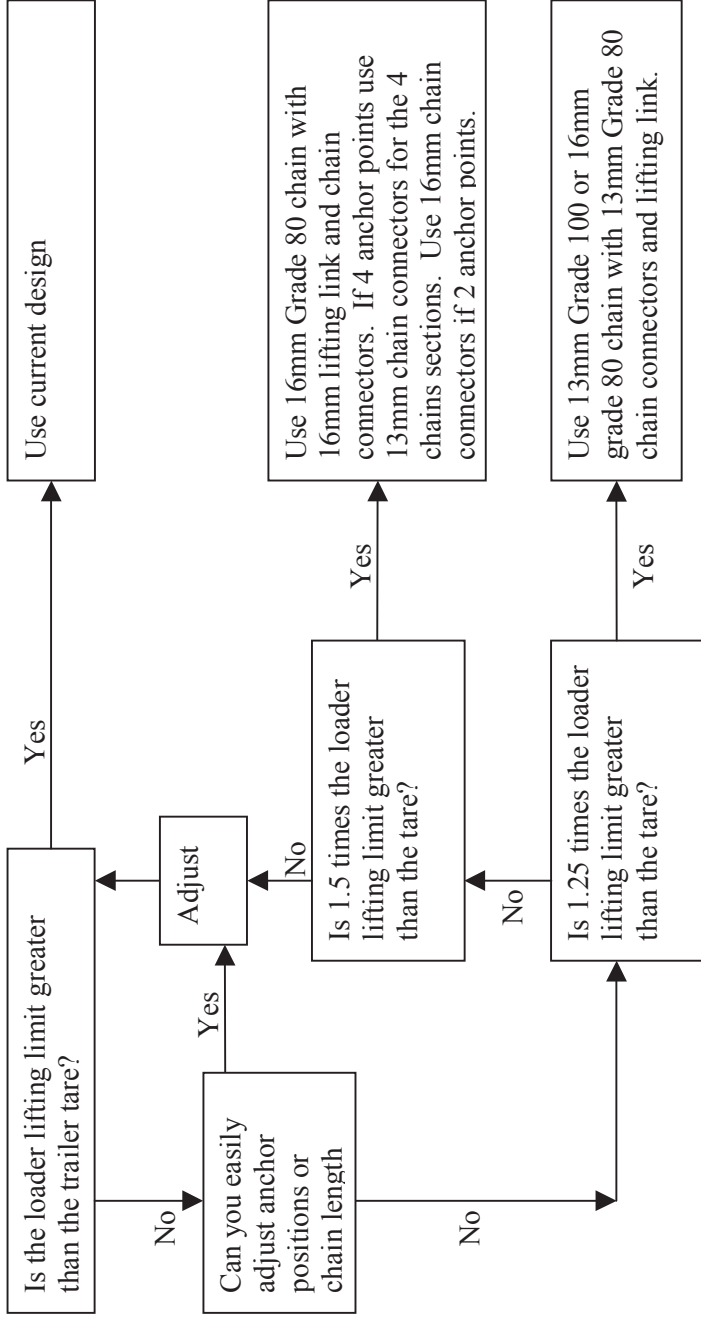 Is the loader lifting limit greater
than the trailer tare?
Yes
Use current design
No
Can you easily
adjust anchor
positions or
chain length
Yes
Adjust
No
No
Is 1.5 times the loader
lifting limit greater
than the tare?
Yes
Use 16mm Grade 80 chain with
16mm lifting link and chain
connectors. If 4 anchor points use
13mm chain connectors for the 4
chains sections. Use 16mm chain
connectors if 2 anchor points.
No
Is 1.25 times the loader
lifting limit greater
than the tare?
Yes
Use 13mm Grade 100 or 16mm
grade 80 chain with 13mm Grade 80
chain connectors and lifting link.